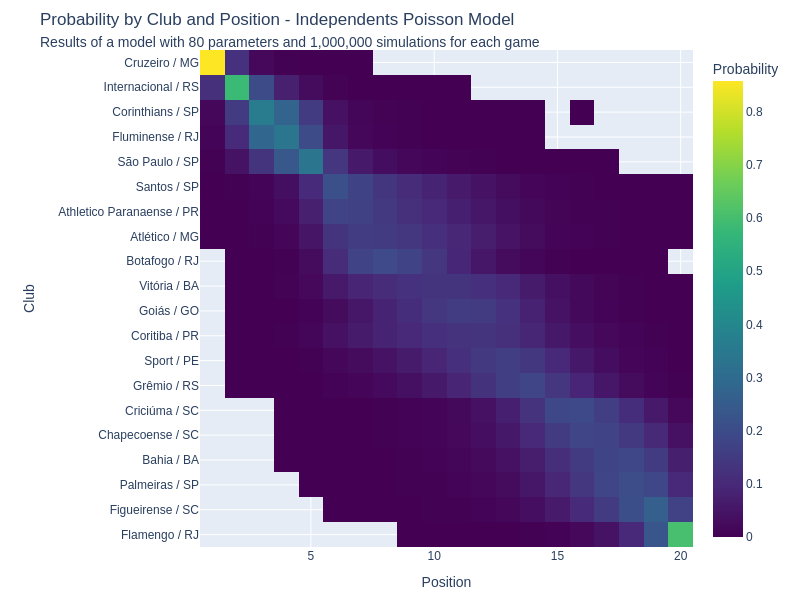 Probability by Club and Position - Independents Poisson Model
Results of a model with 80 parameters and 1,000,000 simulations for each game
Probability
Club
Cruzeiro / MG
Internacional / RS
Corinthians / SP
Fluminense / RJ
São Paulo / SP
Santos / SP
Athletico Paranaense / PR
Atlético / MG
Botafogo / RJ
Vitória / BA
Goiás / GO
Coritiba / PR
Sport / PE
Grêmio / RS
Criciúma / SC
Chapecoense / SC
Bahia / BA
Palmeiras / SP
Figueirense / SC
Flamengo / RJ
0.8
0.7
0.6
0.5
0.4
0.3
0.2
0.1
0
5 10 15 20
Position